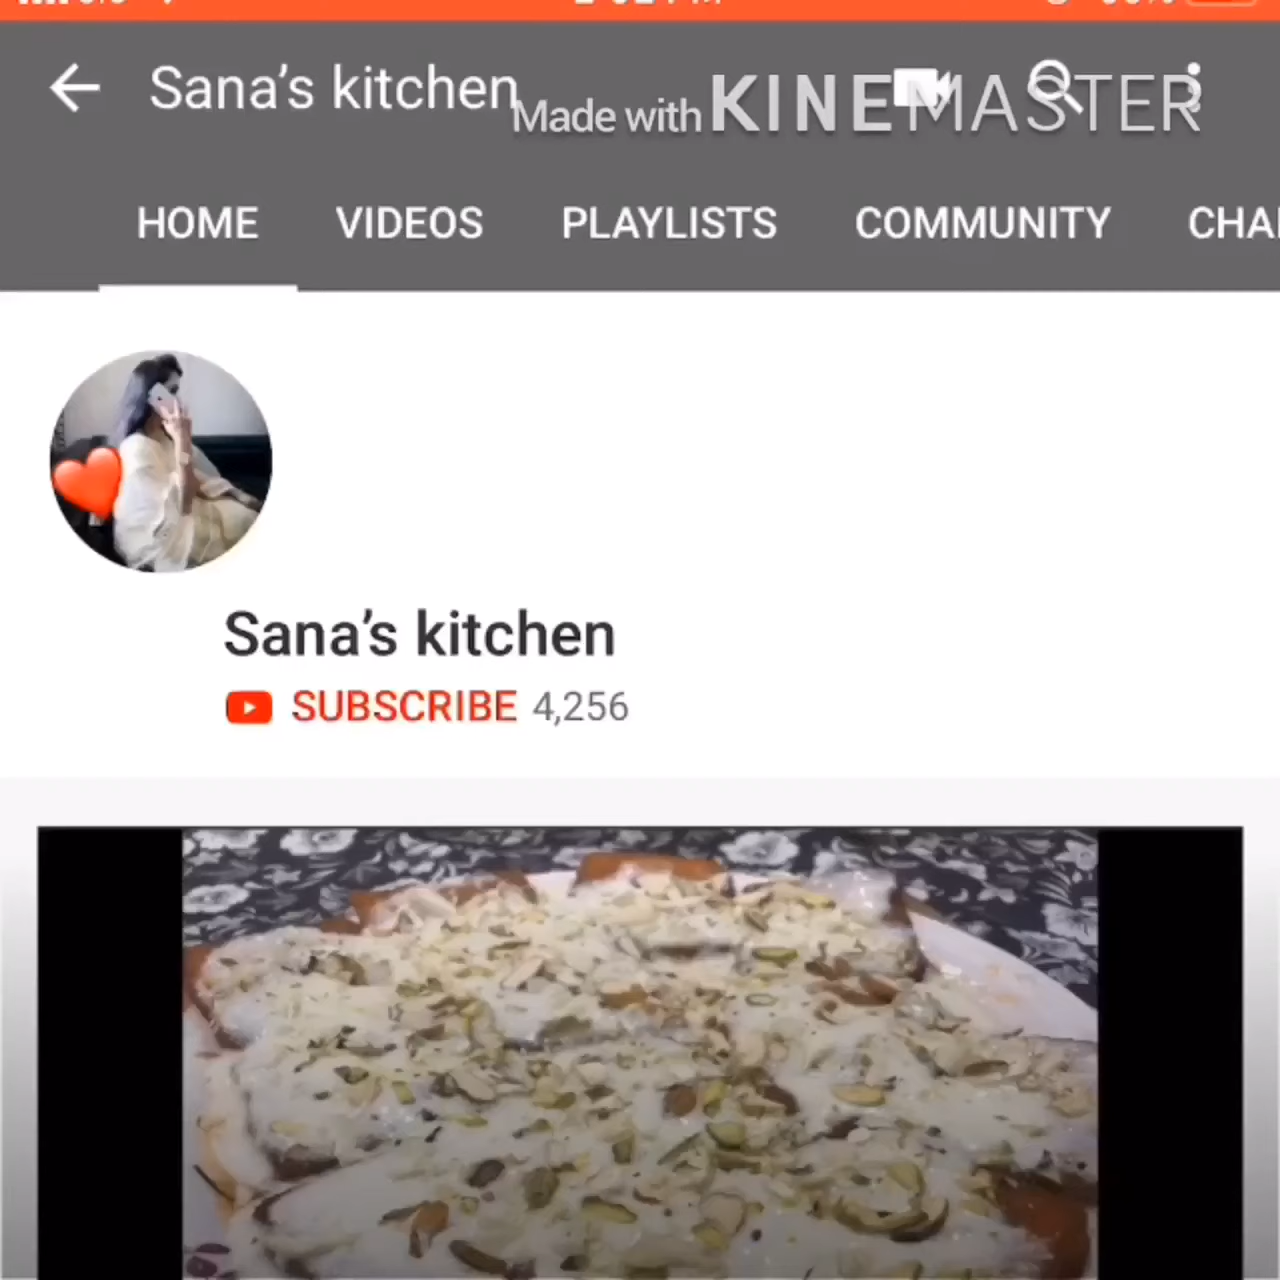 Sana’s kitchen
Made with KINEMASTER
HOME VIDEOS PLAYLISTS COMMUNITY
Sana’s kitchen
SUBSCRIBE 4,256